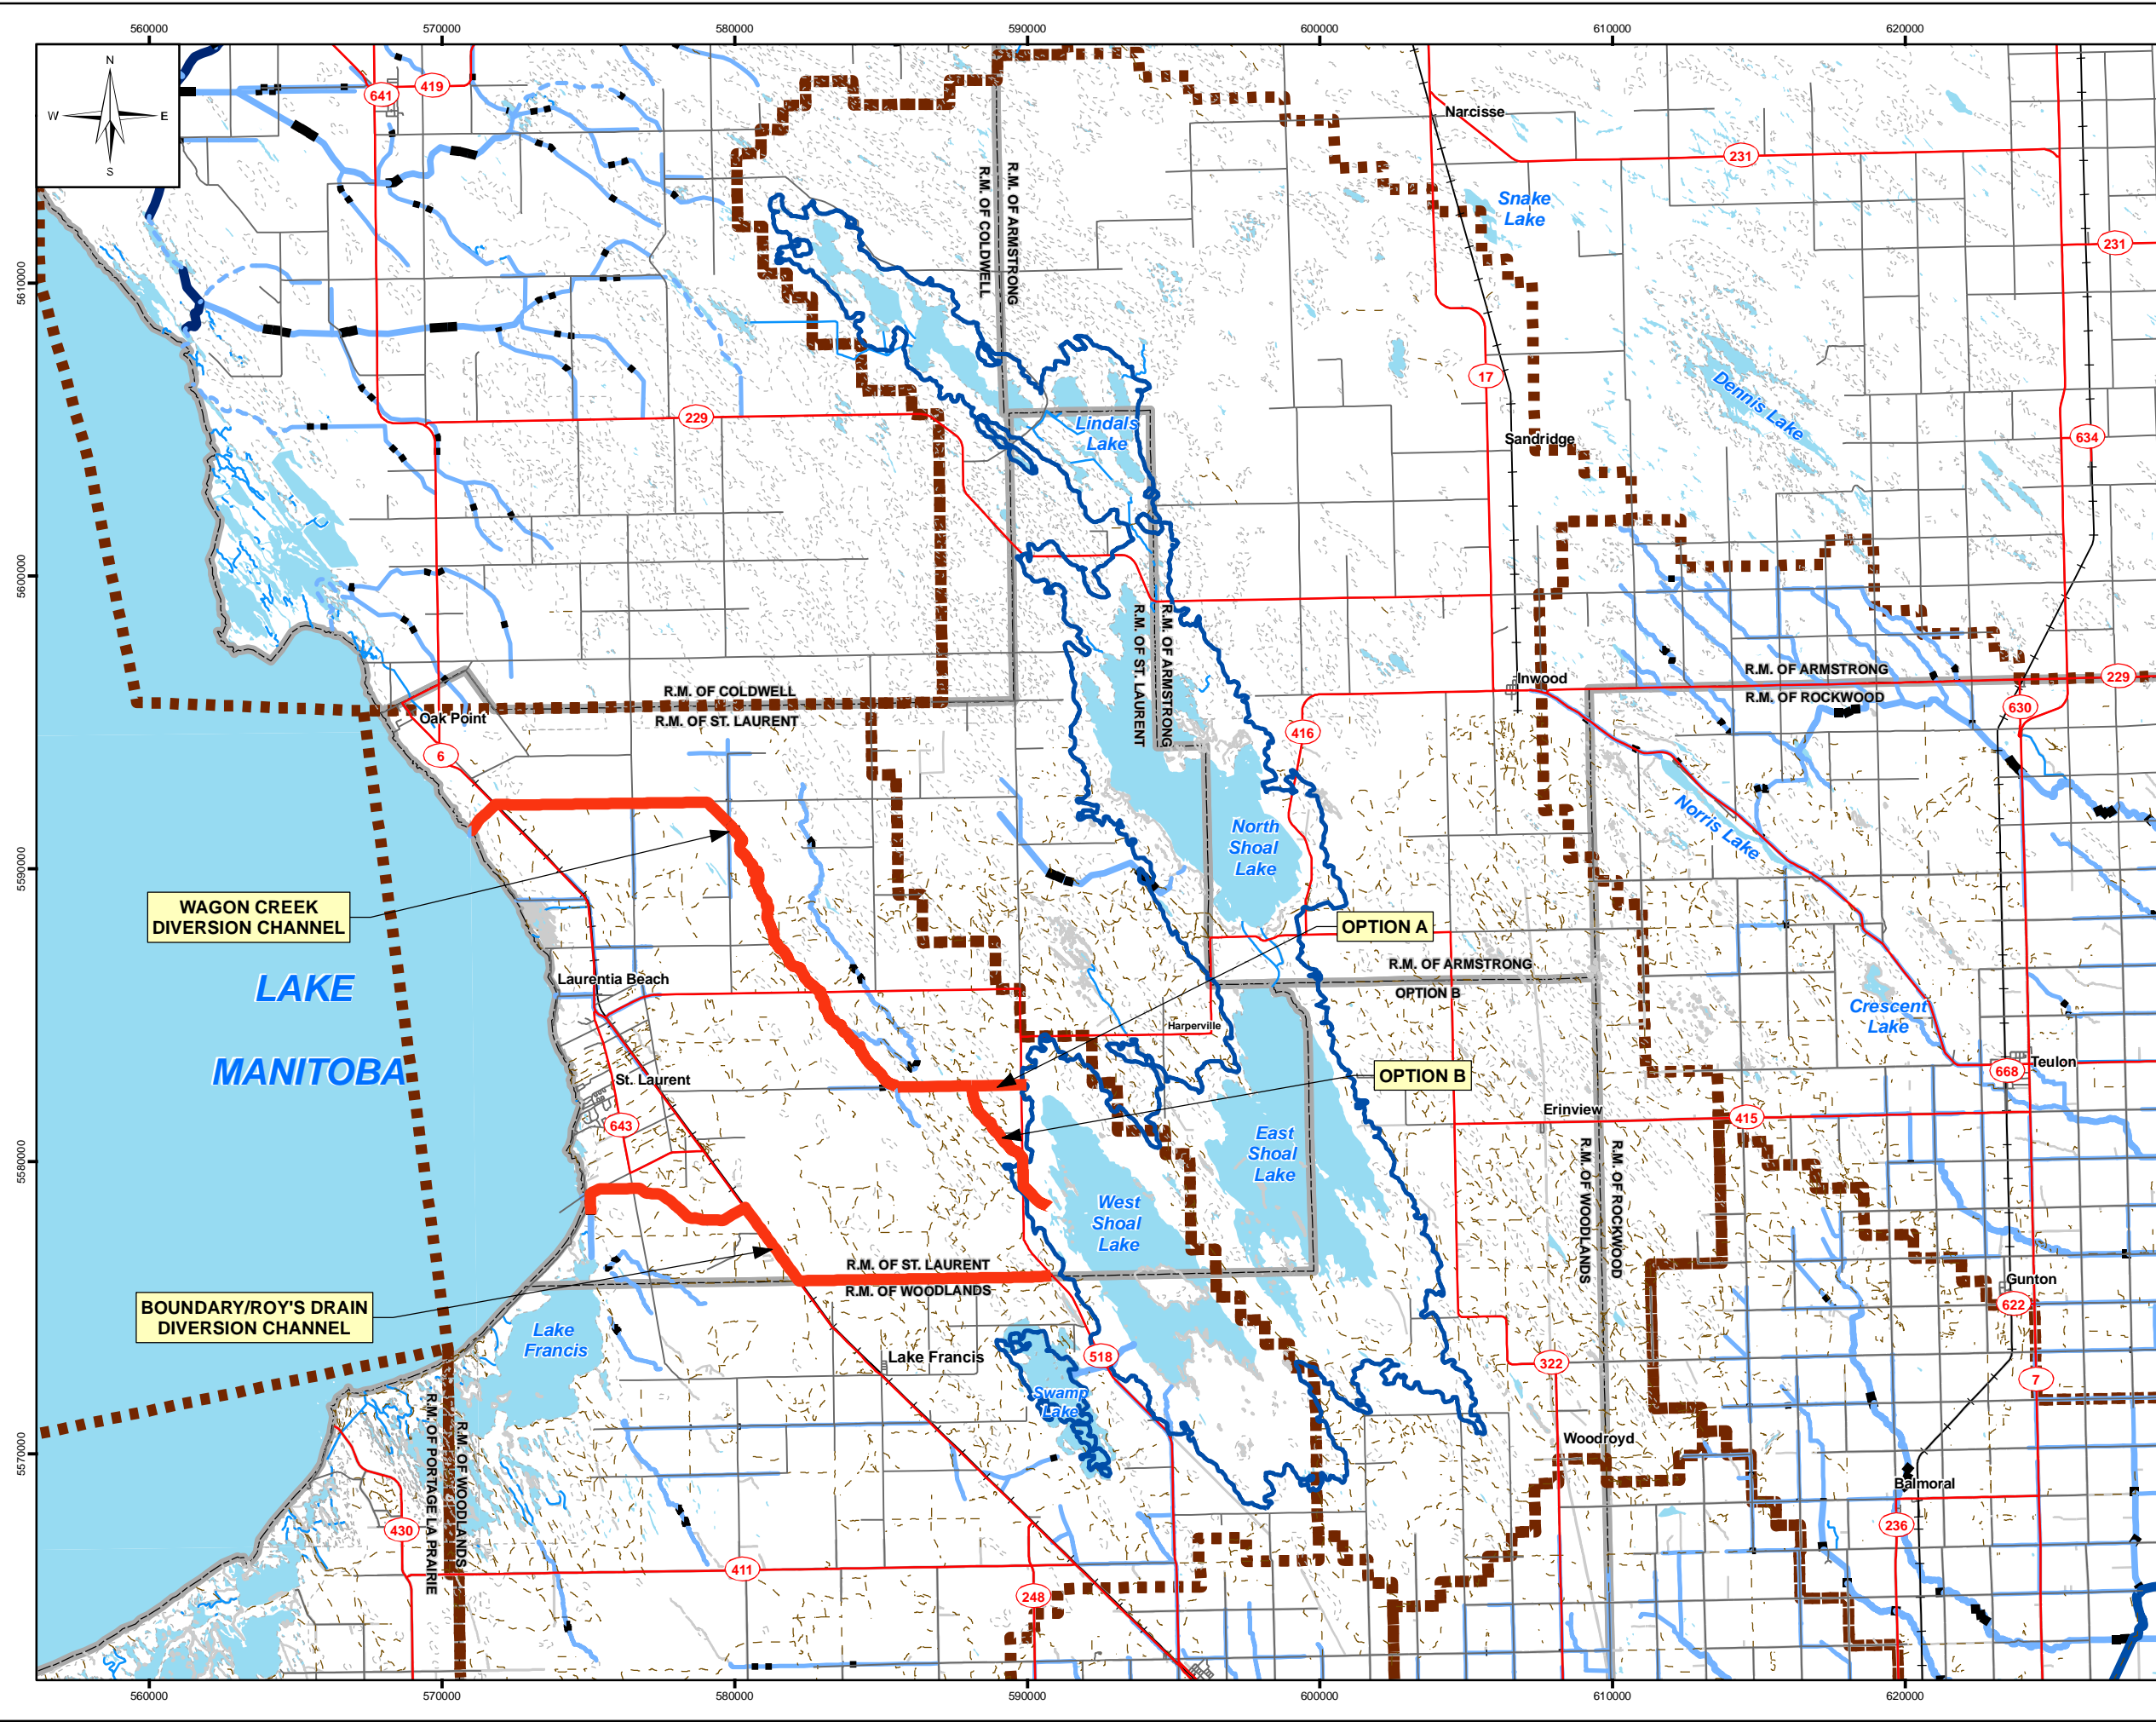 560000
570000
580000
590000
600000
610000
620000
N
W
E
S
641
419
Narcisse
231
Snake
Lake
231
R.M. OF COLDWELL
R.M. OF ARMSTRONG
5610000
17
Dennis Lake
229
Lindals
Lake
Sandridge
634
5600000
R.M. OF ST. LAURENT
R.M. OF ARMSTRONG
R.M. OF COLDWELL
R.M. OF ST. LAURENT
Inwood
R.M. OF ARMSTRONG
R.M. OF ROCKWOOD
229
630
Oak Point
6
416
Norris Lake
North
Shoal
Lake
5590000
WAGON CREEK
DIVERSION CHANNEL
OPTION A
R.M. OF ARMSTRONG
OPTION B
LAKE
MANITOBA
Laurentia Beach
Harperville
Crescent
Lake
St. Laurent
OPTION B
668
Teulon
643
Erinview
415
5580000
East
Shoal
Lake
West
Shoal
Lake
R.M. OF WOODLANDS
R.M. OF ROCKWOOD
R.M. OF ST. LAURENT
R.M. OF WOODLANDS
BOUNDARY/ROY'S DRAIN
DIVERSION CHANNEL
Gunton
622
Lake
Francis
Lake Francis
518
322
7
Swamp
Lake
R.M. OF PORTAGE LA PRAIRIE
R.M. OF WOODLANDS
5570000
Woodroyd
Balmoral
430
236
411
248
560000
570000
580000
590000
600000
610000
620000